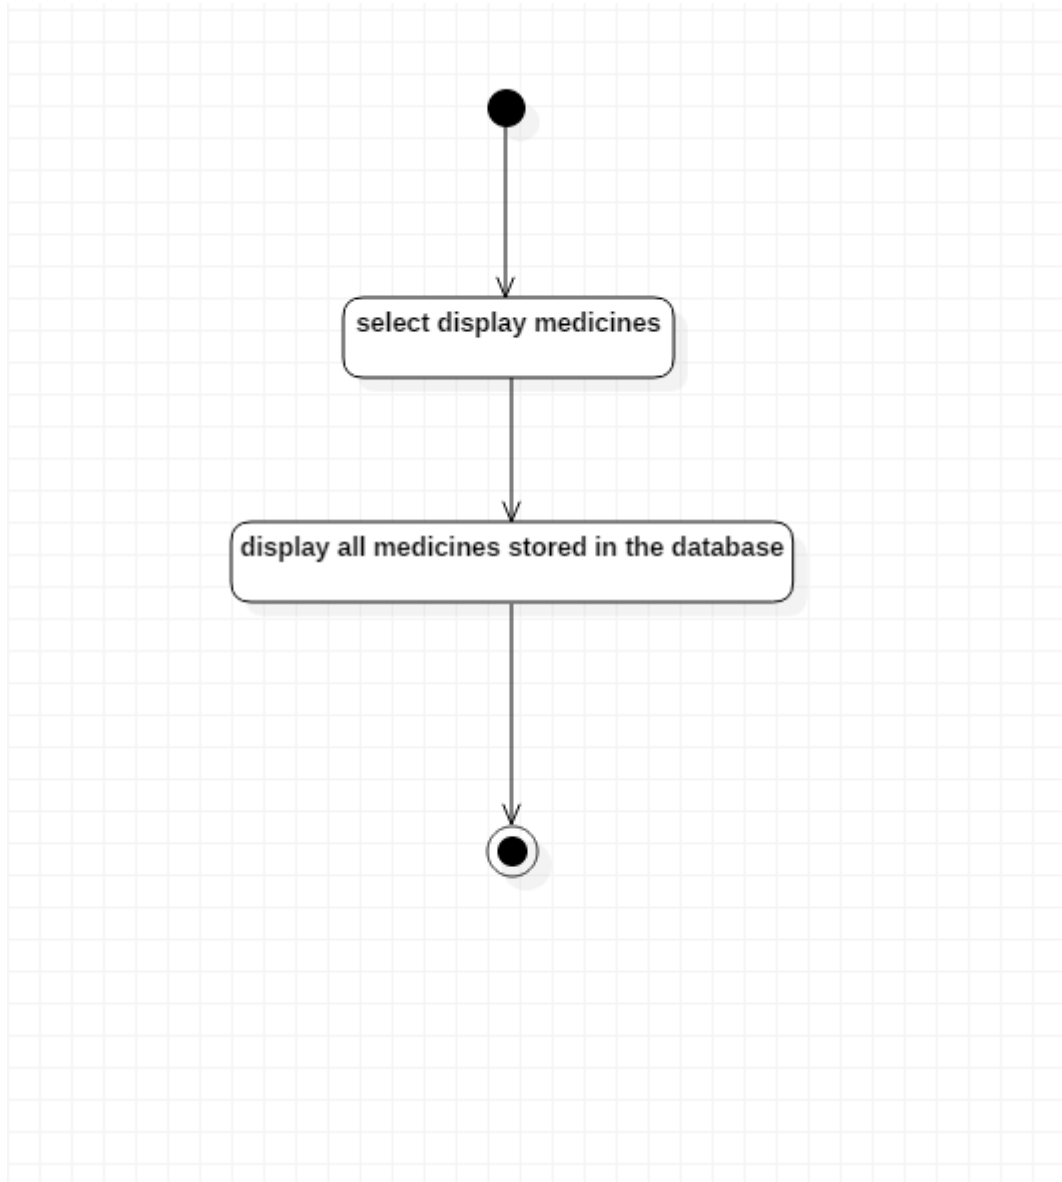 select display medicines
display all medicines stored in the database